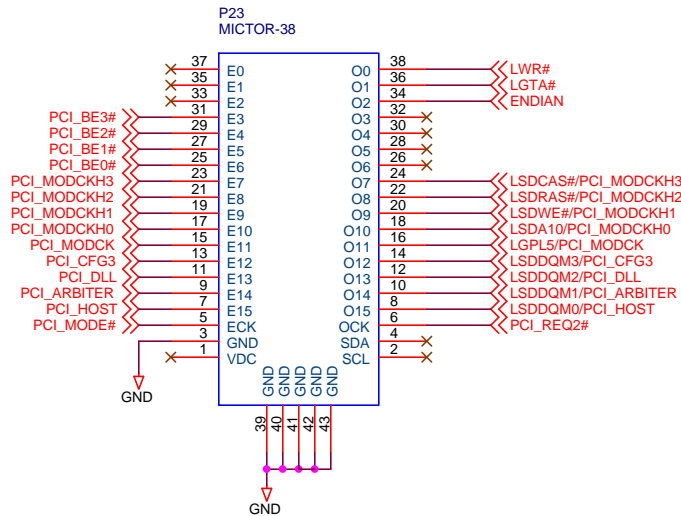 P23
MICTOR-38
37 E0 O0 38 LWR#
35 E1 O1 36 LGTA#
33 E2 O2 34 ENDIAN
PCI_BE3# 31 E3 O3 32
PCI_BE2# 29 E4 O4 30
PCI_BE1# 27 E5 O5 28
PCI_BE0# 25 E6 O6 26
PCI_MODCKH3 23 E7 O7 24 LSDCAS#/PCI_MODCKH3
PCI_MODCKH2 21 E8 O8 22 LSDRAS#/PCI_MODCKH2
PCI_MODCKH1 19 E9 O9 20 LSDWE#/PCI_MODCKH1
PCI_MODCKH0 17 E10 O10 18 LSDA10/PCI_MODCKH0
PCI_MODCK 15 E11 O11 16 LGPL5/PCI_MODCK
PCI_CFG3 13 E12 O12 14 LSDDQM3/PCI_CFG3
PCI_DLL 11 E13 O13 12 LSDDQM2/PCI_DLL
PCI_ARBITER 9 E14 O14 10 LSDDQM1/PCI_ARBITER
PCI_HOST 7 E15 O15 8 LSDDQM0/PCI_HOST
PCI_MODE# 5 ECK OCK 6 PCI_REQ2#
3 GND SDA 4
1 VDC SCL 2
GND GND GND GND GND
GND
39 40 41 42 43
GND